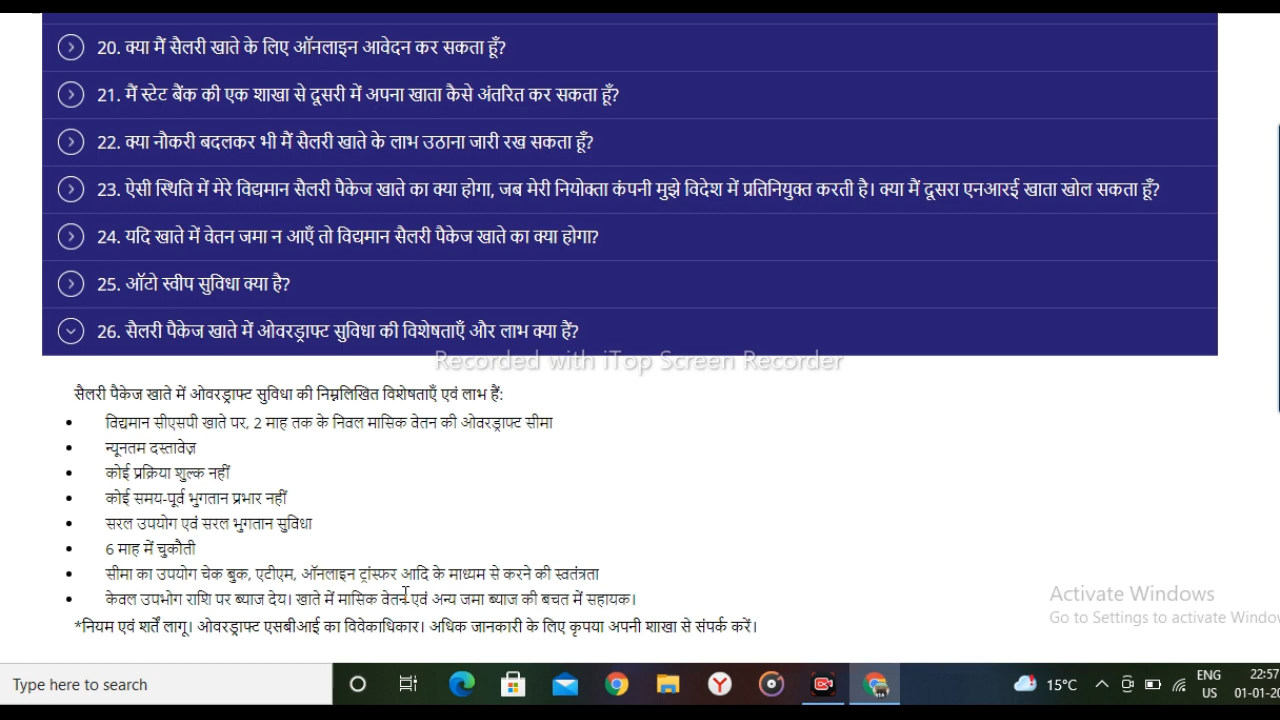 20. क्या मैं सैलरी खाते के लिए ऑनलाइन आवेदन कर सकता हूँ?
21. मैं स्टेट बैंक की एक शाखा से दूसरी में अपना खाता कैसे अंतरित कर सकता हूँ?
22. क्या नौकरी बदलकर भी मैं सैलरी खाते के लाभ उठाना जारी रख सकता हूँ?
23. ऐसी स्थिति में मेरे विद्यमान सैलरी पैकेज खाते का क्या होगा, जब मेरी नियोक्ता कंपनी मुझे विदेश में प्रतिनियुक्त करती है। क्या मैं दूसरा एनआरई खाता खोल सकता हूँ?
24. यदि खाते में वेतन जमा न आएँ तो विद्यमान सैलरी पैकेज खाते का क्या होगा?
25. ऑटो स्वीप सुविधा क्या है?
26. सैलरी पैकेज खाते में ओवरड्राफ्ट सुविधा की विशेषताएँ और लाभ क्या हैं?
Recorded with iTop Screen Recorder
सैलरी पैकेज खाते में ओवरड्राफ्ट सुविधा की निम्नलिखित विशेषताएँ एवं लाभ हैं:
• विद्यमान सीएसपी खाते पर, 2 माह तक के निवल मासिक वेतन की ओवरड्राफ्ट सीमा
• न्यूनतम दस्तावेज़
• कोई प्रक्रिया शुल्क नहीं
• कोई समय-पूर्व भुगतान प्रभार नहीं
• सरल उपयोग एवं सरल भुगतान सुविधा
• 6 माह में चुकौती
• सीमा का उपयोग चेक बुक, एटीएम, ऑनलाइन ट्रांस्फर आदि के माध्यम से करने की स्वतंत्रता
• केवल उपभोग राशि पर ब्याज देय। खाते में मासिक वेतन एवं अन्य जमा ब्याज की बचत में सहायक।
*नियम एवं शर्तें लागू। ओवरड्राफ्ट एसबीआई का विवेकाधिकार। अधिक जानकारी के लिए कृपया अपनी शाखा से संपर्क करें।
Activate Windows
Go to Settings to activate Windo
Type here to search
15°C
ENG
US
22:57
01-01-20